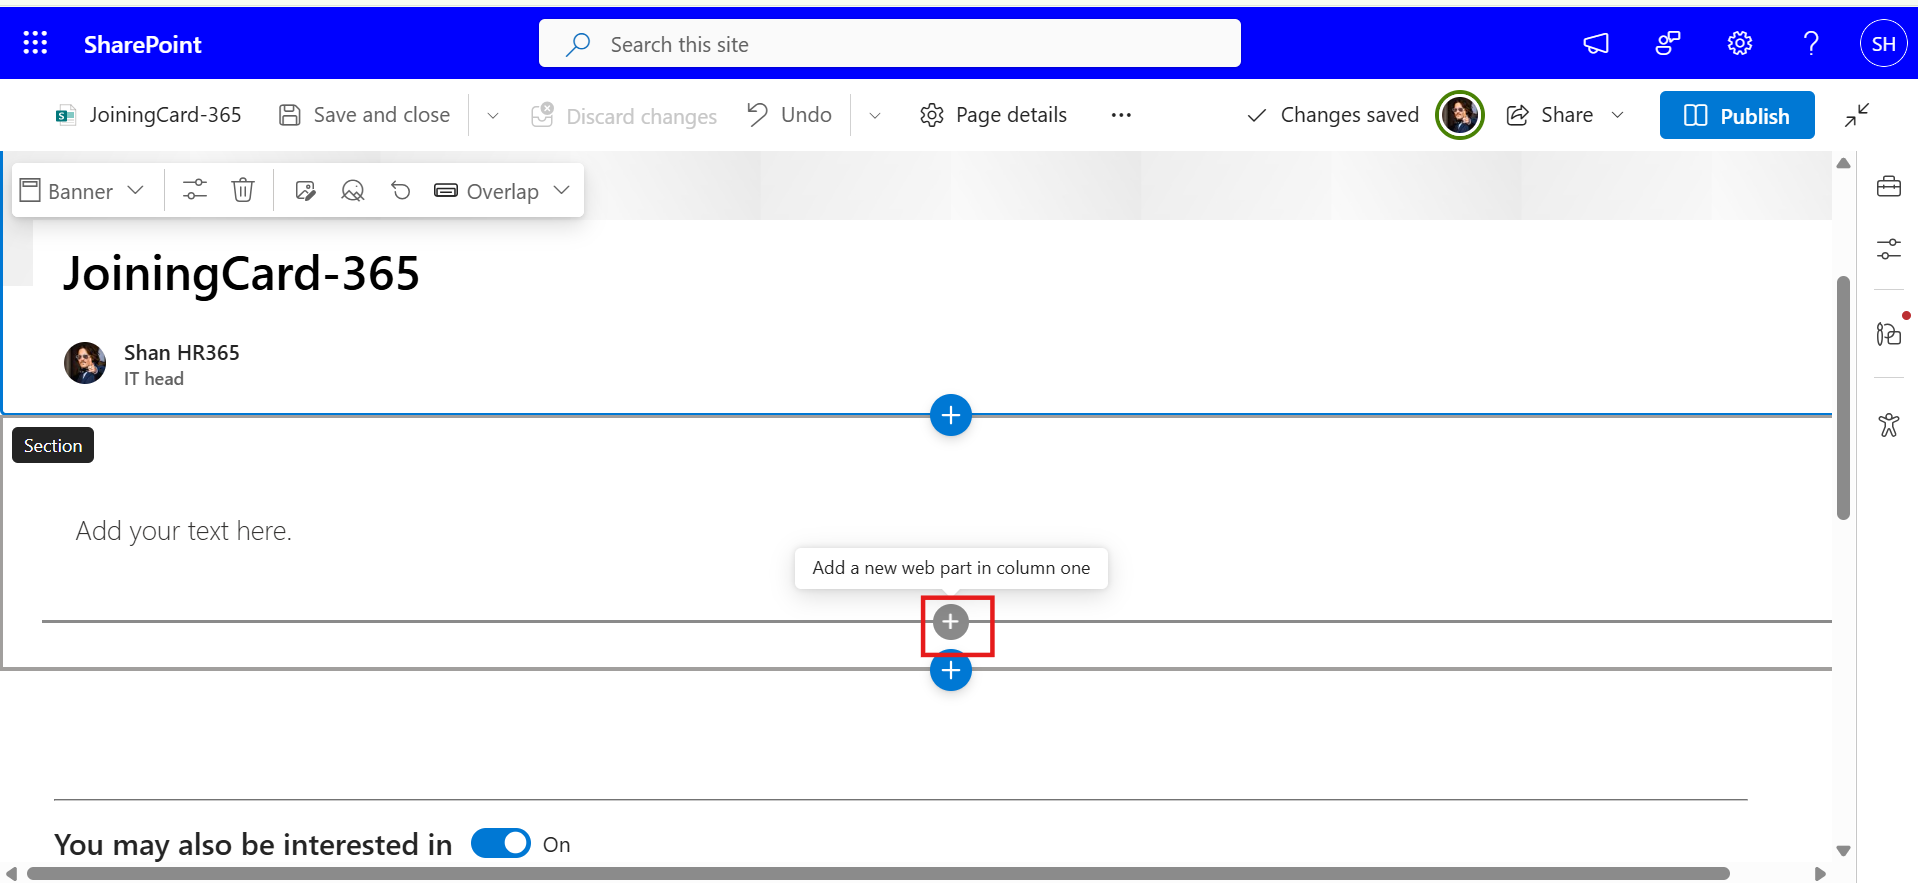 SharePoint
Search this site
SH
JoiningCard-365
Save and close
Discard changes
Undo
Page details
Changes saved
Share
Publish
Banner
Overlap
JoiningCard-365
Shan HR365
IT head
Section
Add your text here.
Add a new web part in column one
You may also be interested in
On